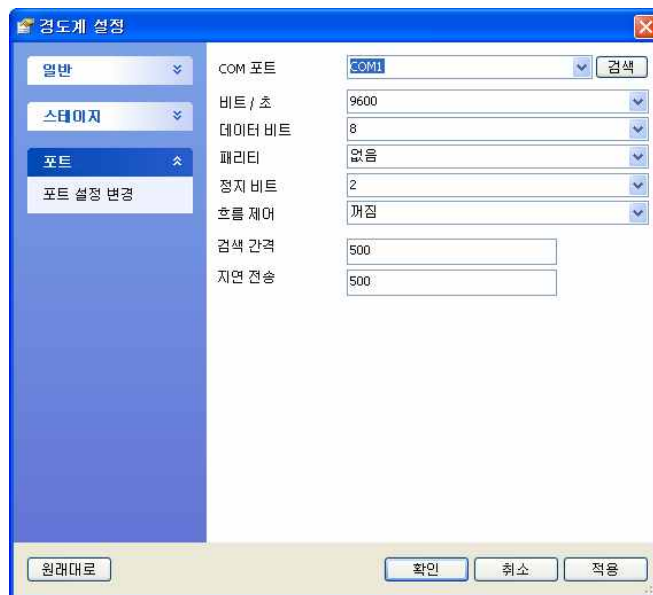 경도계 설정
일반
스테이지
포트
포트 설정 변경
COM 포트 COM1 검색
비트 / 초 9600
데이터 비트 8
패리티 없음
정지 비트 2
흐름 제어 꺼짐
검색 간격 500
지연 전송 500
원래대로 확인 취소 적용